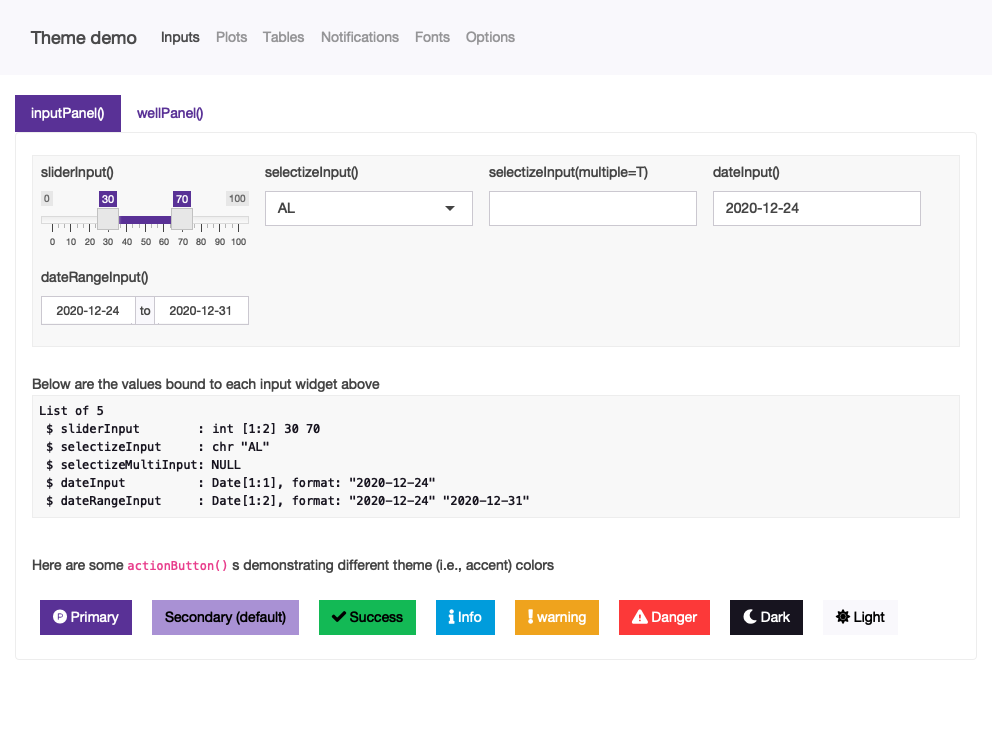 Theme demo Inputs Plots Tables Notifications Fonts Options
inputPanel() wellPanel()
sliderInput() selectizeInput() selectizeInput(multiple=T) dateInput()
0 30 70 100
AL 2020-12-24
0 10 20 30 40 50 60 70 80 90 100
dateRangeInput()
2020-12-24 to 2020-12-31
Below are the values bound to each input widget above
List of 5
$ sliderInput : int [1:2] 30 70
$ selectizeInput : chr "AL"
$ selectizeMultiInput: NULL
$ dateInput : Date[1:1], format: "2020-12-24"
$ dateRangeInput : Date[1:2], format: "2020-12-24" "2020-12-31"
Here are some actionButton() s demonstrating different theme (i.e., accent) colors
P Primary Secondary (default) Success Info warning Danger Dark Light